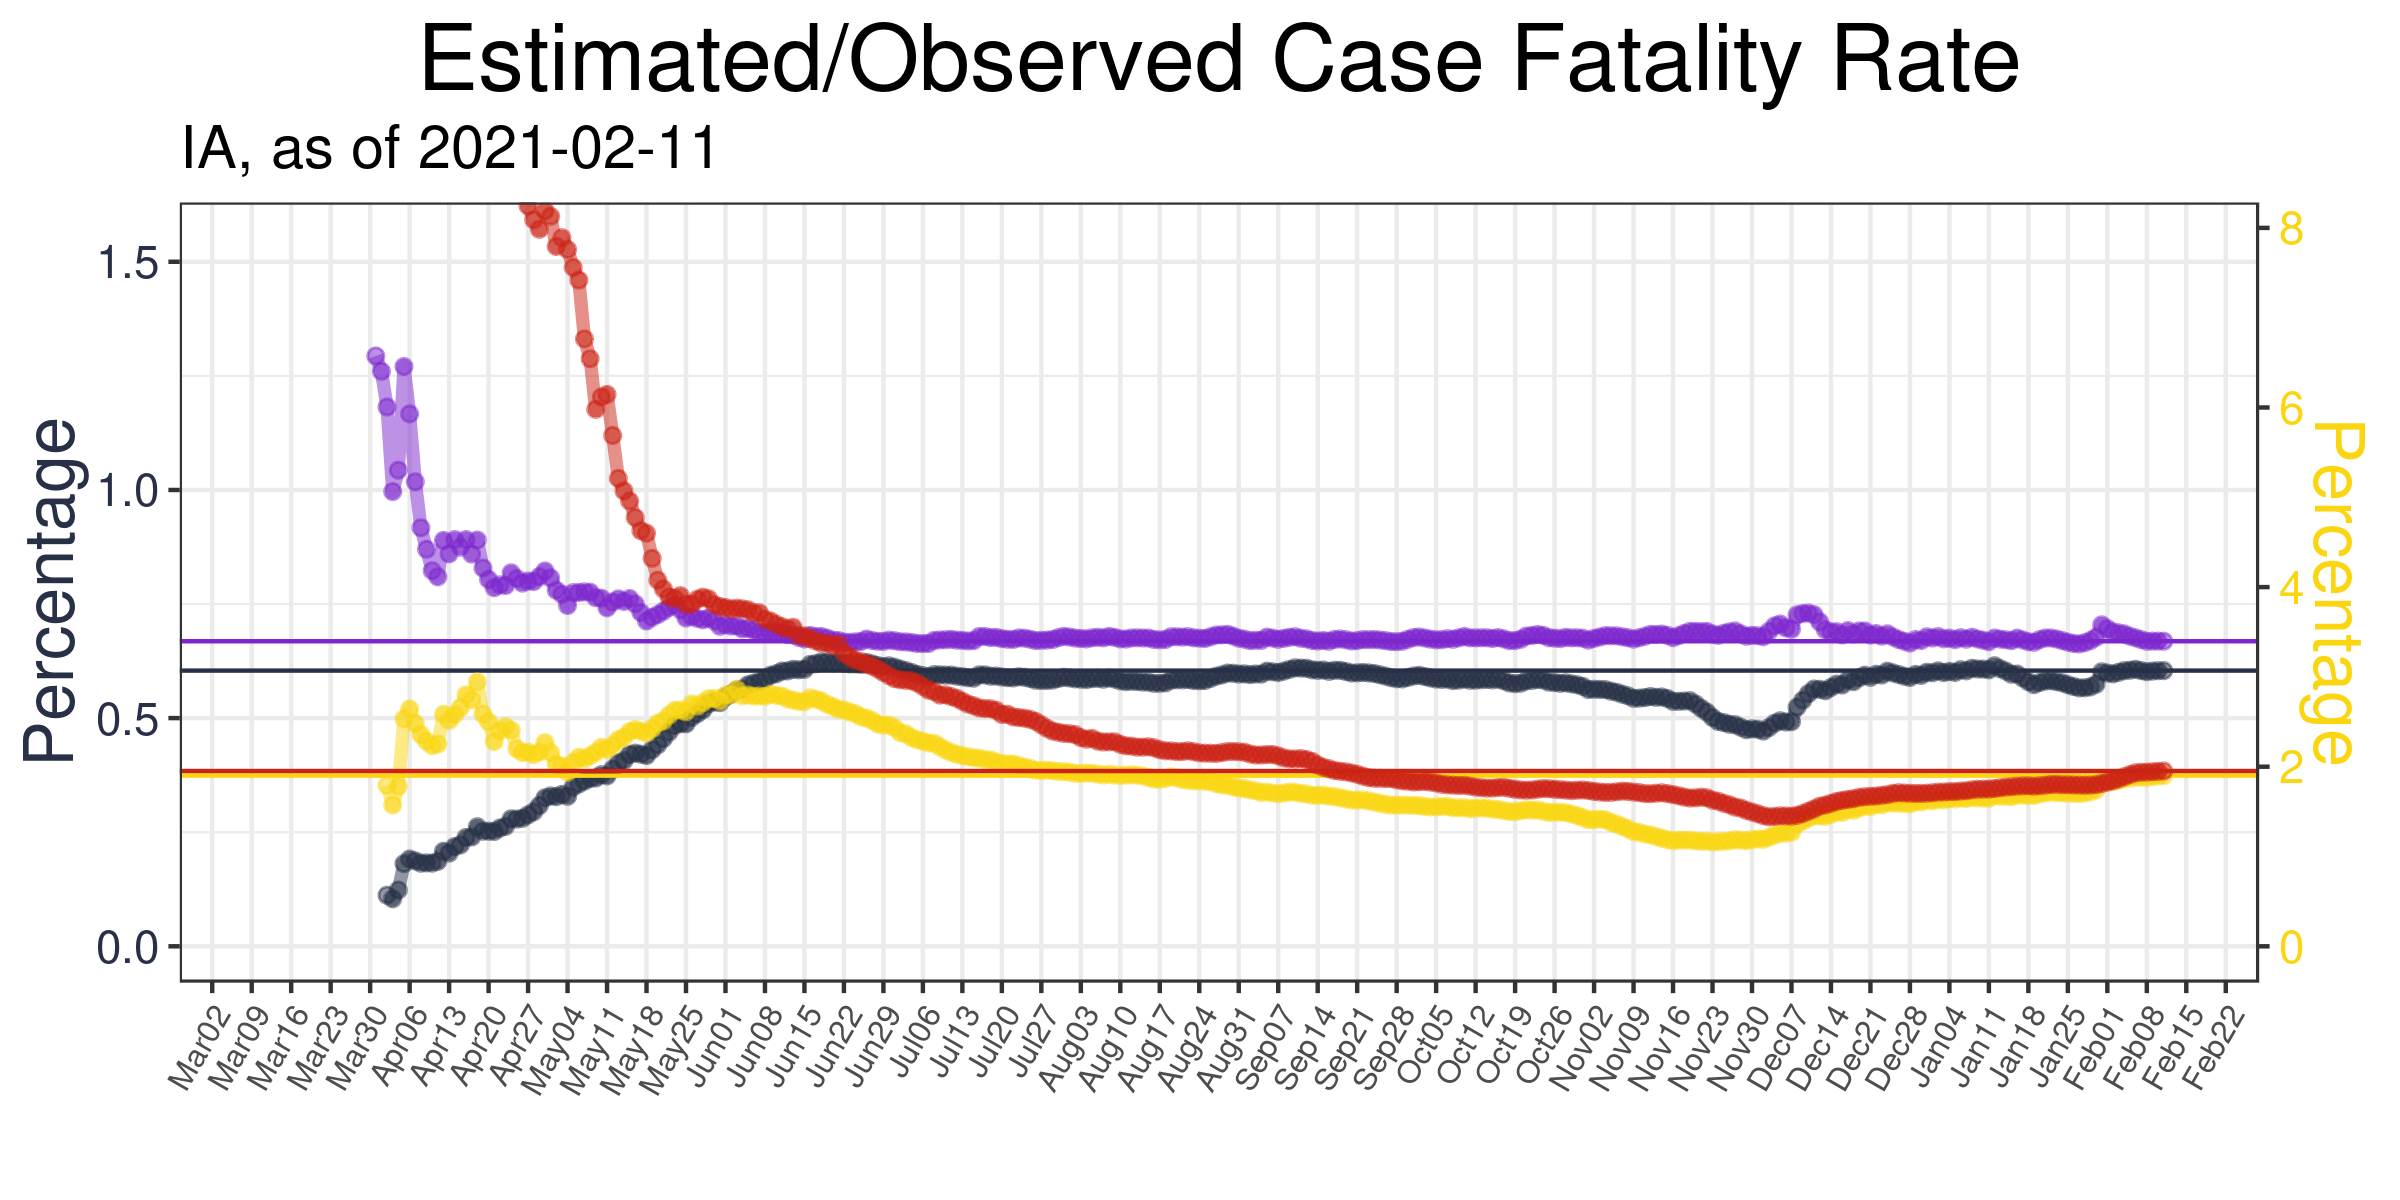 Estimated/Observed Case Fatality Rate
IA, as of 2021-02-11
Percentage
1.5
1.0
0.5
0.0
8
6
4
2
0
Percentage
Mar02 Mar09 Mar16 Mar23 Mar30 Apr06 Apr13 Apr20 Apr27 May04 May11 May18 May25 Jun01 Jun08 Jun15 Jun22 Jun29 Jul06 Jul13 Jul20 Jul27 Aug03 Aug10 Aug17 Aug24 Aug31 Sep07 Sep14 Sep21 Sep28 Oct05 Oct12 Oct19 Oct26 Nov02 Nov09 Nov16 Nov23 Nov30 Dec07 Dec14 Dec21 Dec28 Jan04 Jan11 Jan18 Jan25 Feb01 Feb08 Feb15 Feb22